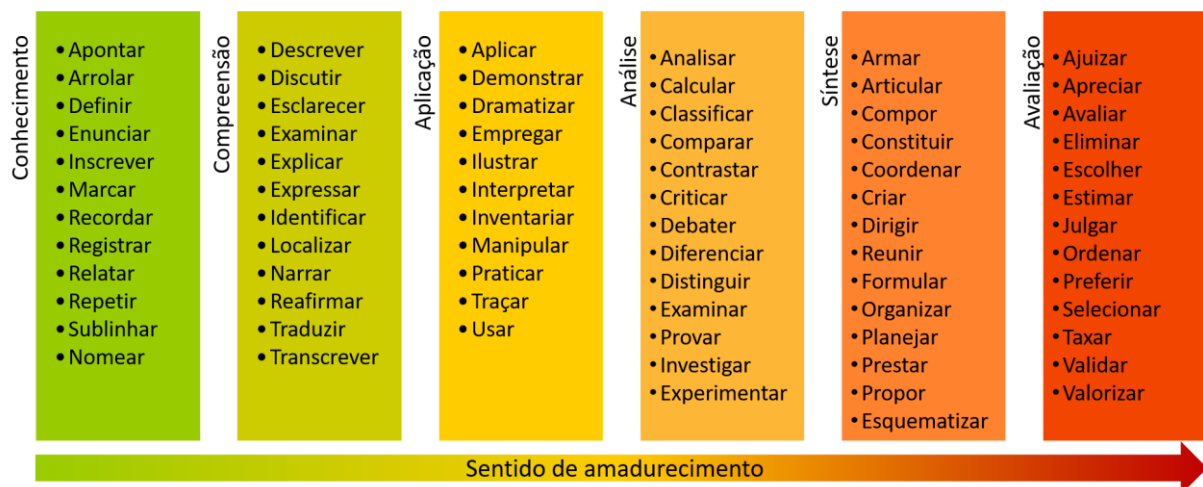 Conhecimento
• Apontar
• Arrolar
• Definir
• Enunciar
• Inscrever
• Marcar
• Recordar
• Registrar
• Relatar
• Repetir
• Sublinhar
• Nomear
Compreensão
• Descrever
• Discutir
• Esclarecer
• Examinar
• Explicar
• Expressar
• Identificar
• Localizar
• Narrar
• Reafirmar
• Traduzir
• Transcrever
Aplicação
• Aplicar
• Demonstrar
• Dramatizar
• Empregar
• Ilustrar
• Interpretar
• Inventariar
• Manipular
• Praticar
• Traçar
• Usar
Análise
• Analisar
• Calcular
• Classificar
• Comparar
• Contrastar
• Criticar
• Debater
• Diferenciar
• Distinguir
• Examinar
• Provar
• Investigar
• Experimentar
Síntese
• Armar
• Articular
• Compor
• Constituir
• Coordenar
• Criar
• Dirigir
• Reunir
• Formular
• Organizar
• Planejar
• Prestar
• Propor
• Esquematizar
Avaliação
• Ajuizar
• Apreciar
• Avaliar
• Eliminar
• Escolher
• Estimar
• Julgar
• Ordenar
• Preferir
• Selecionar
• Taxar
• Validar
• Valorizar
Sentido de amadurecimento